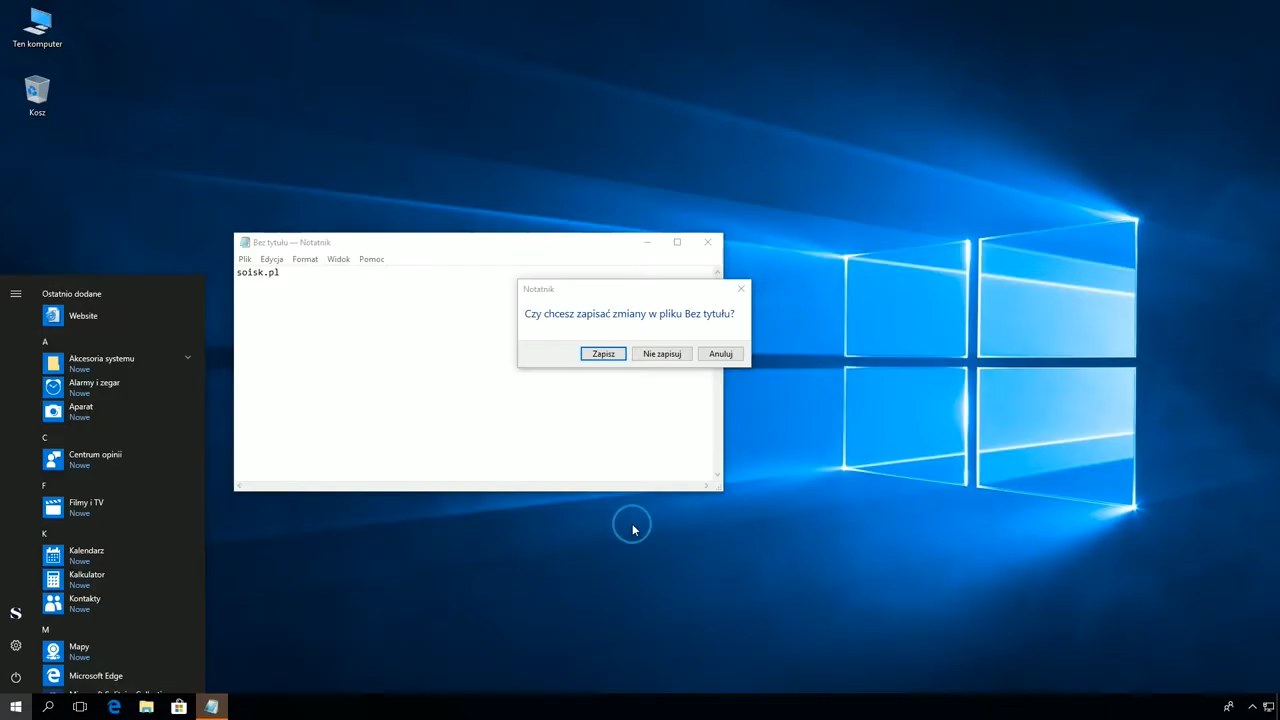 Ten komputer
Kosz
Bez tytułu — Notatnik
Plik Edycja Format Widok Pomoc
soisk.pl
Notatnik
Czy chcesz zapisać zmiany w pliku Bez tytułu?
Zapisz Nie zapisuj Anuluj
Ostatnio dodane
Website
A
Akcesoria systemu
Nowe
Alarmy i zegar
Nowe
Aparat
Nowe
C
Centrum opinii
Nowe
F
Filmy i TV
Nowe
K
Kalendarz
Nowe
Kalkulator
Nowe
Kontakty
Nowe
M
Mapy
Nowe
Microsoft Edge